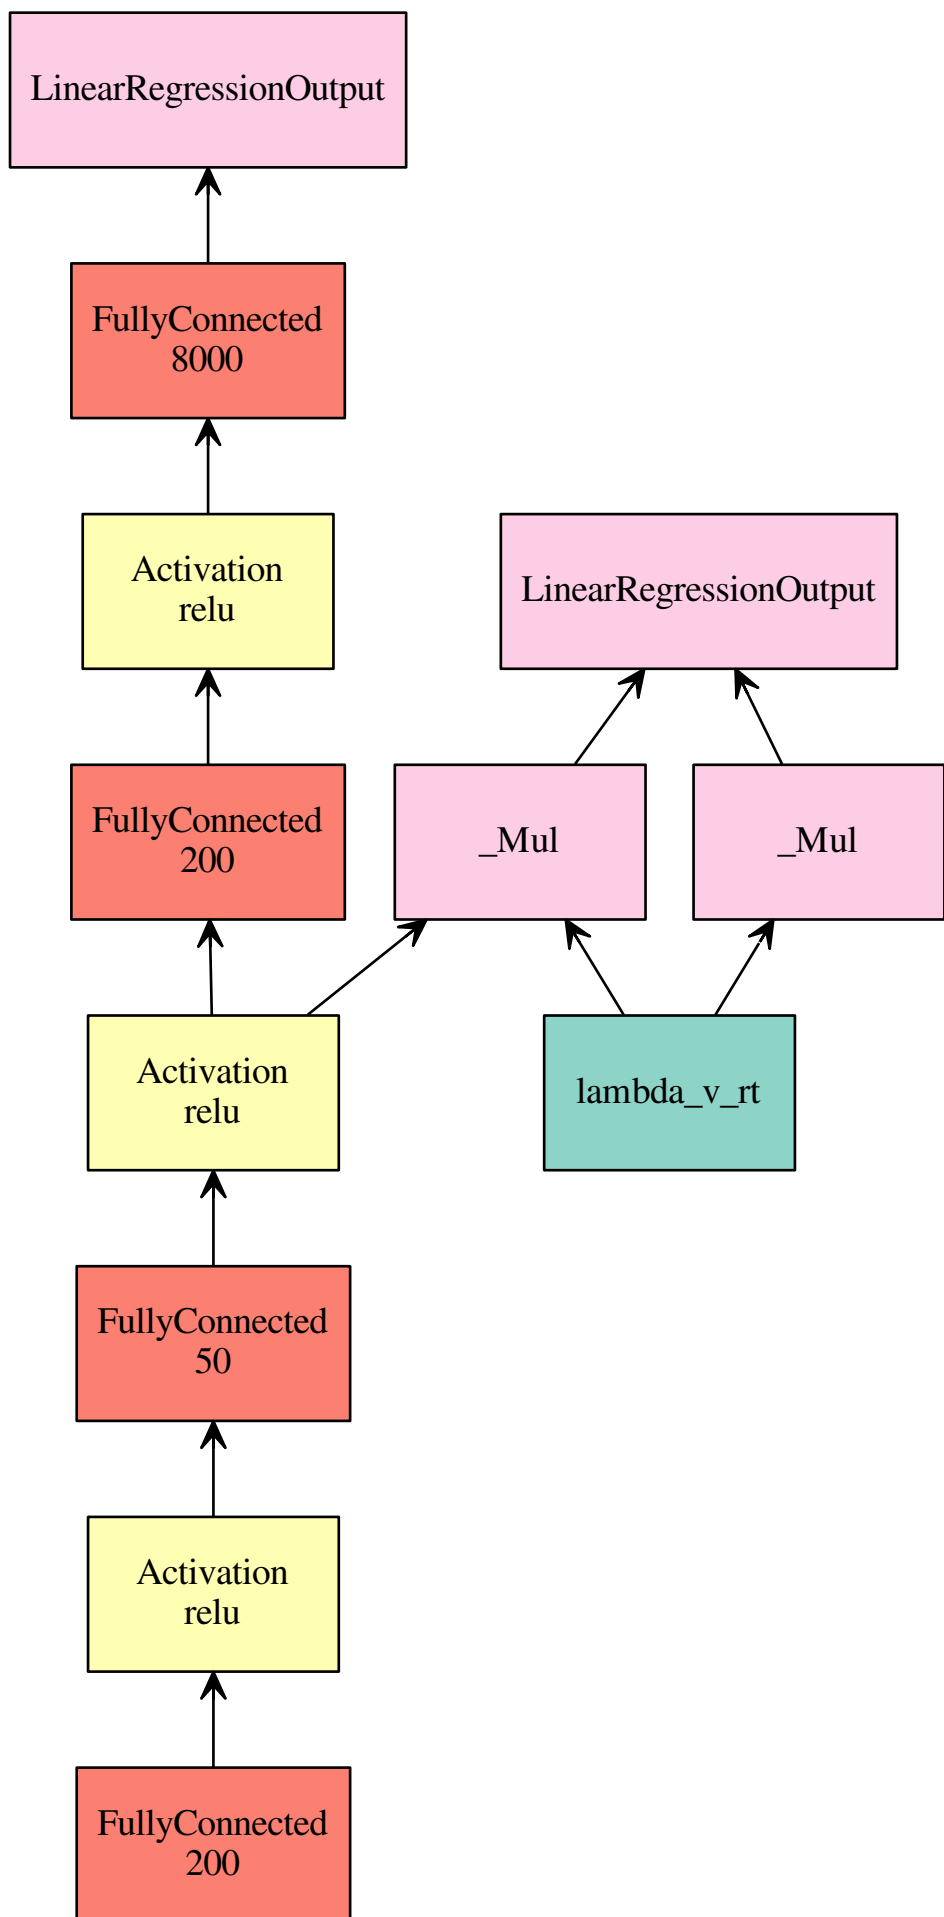 LinearRegressionOutput
FullyConnected
8000
Activation
relu
LinearRegressionOutput
FullyConnected
200
_Mul
_Mul
Activation
relu
lambda_v_rt
FullyConnected
50
Activation
relu
FullyConnected
200